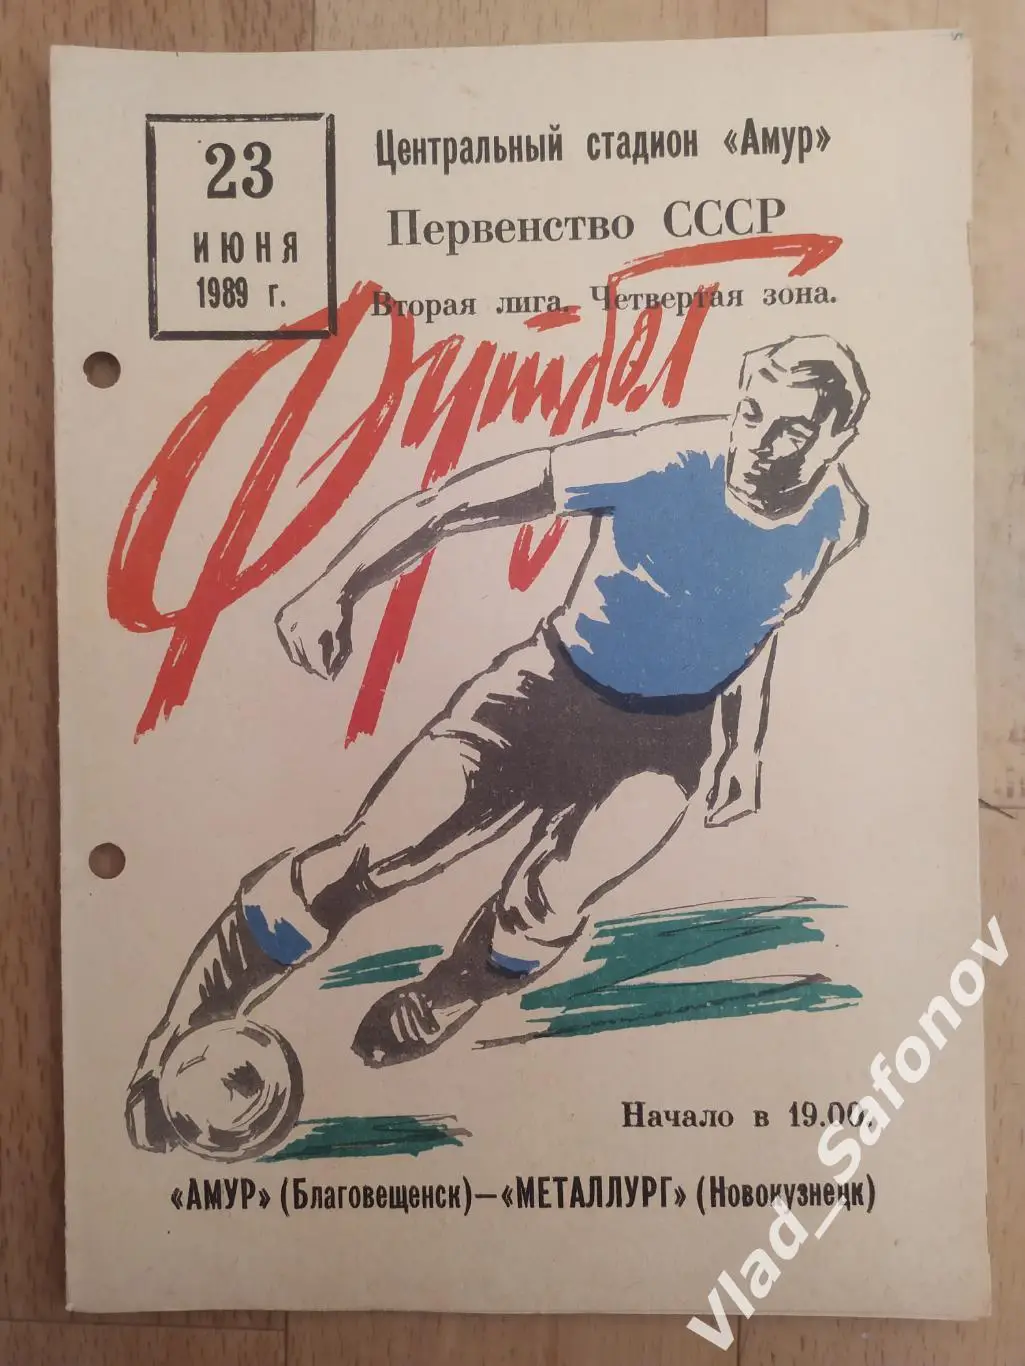 23
ИЮНЯ
1989 г.
Центральный стадион «Амур»
Первенство СССР
Вторая лига. Четвертая зона.
Футбол
Начало в 19.00.
«АМУР» (Благовещенск)—«МЕТАЛЛУРГ» (Новокузнецк)
Vlad_Safonov